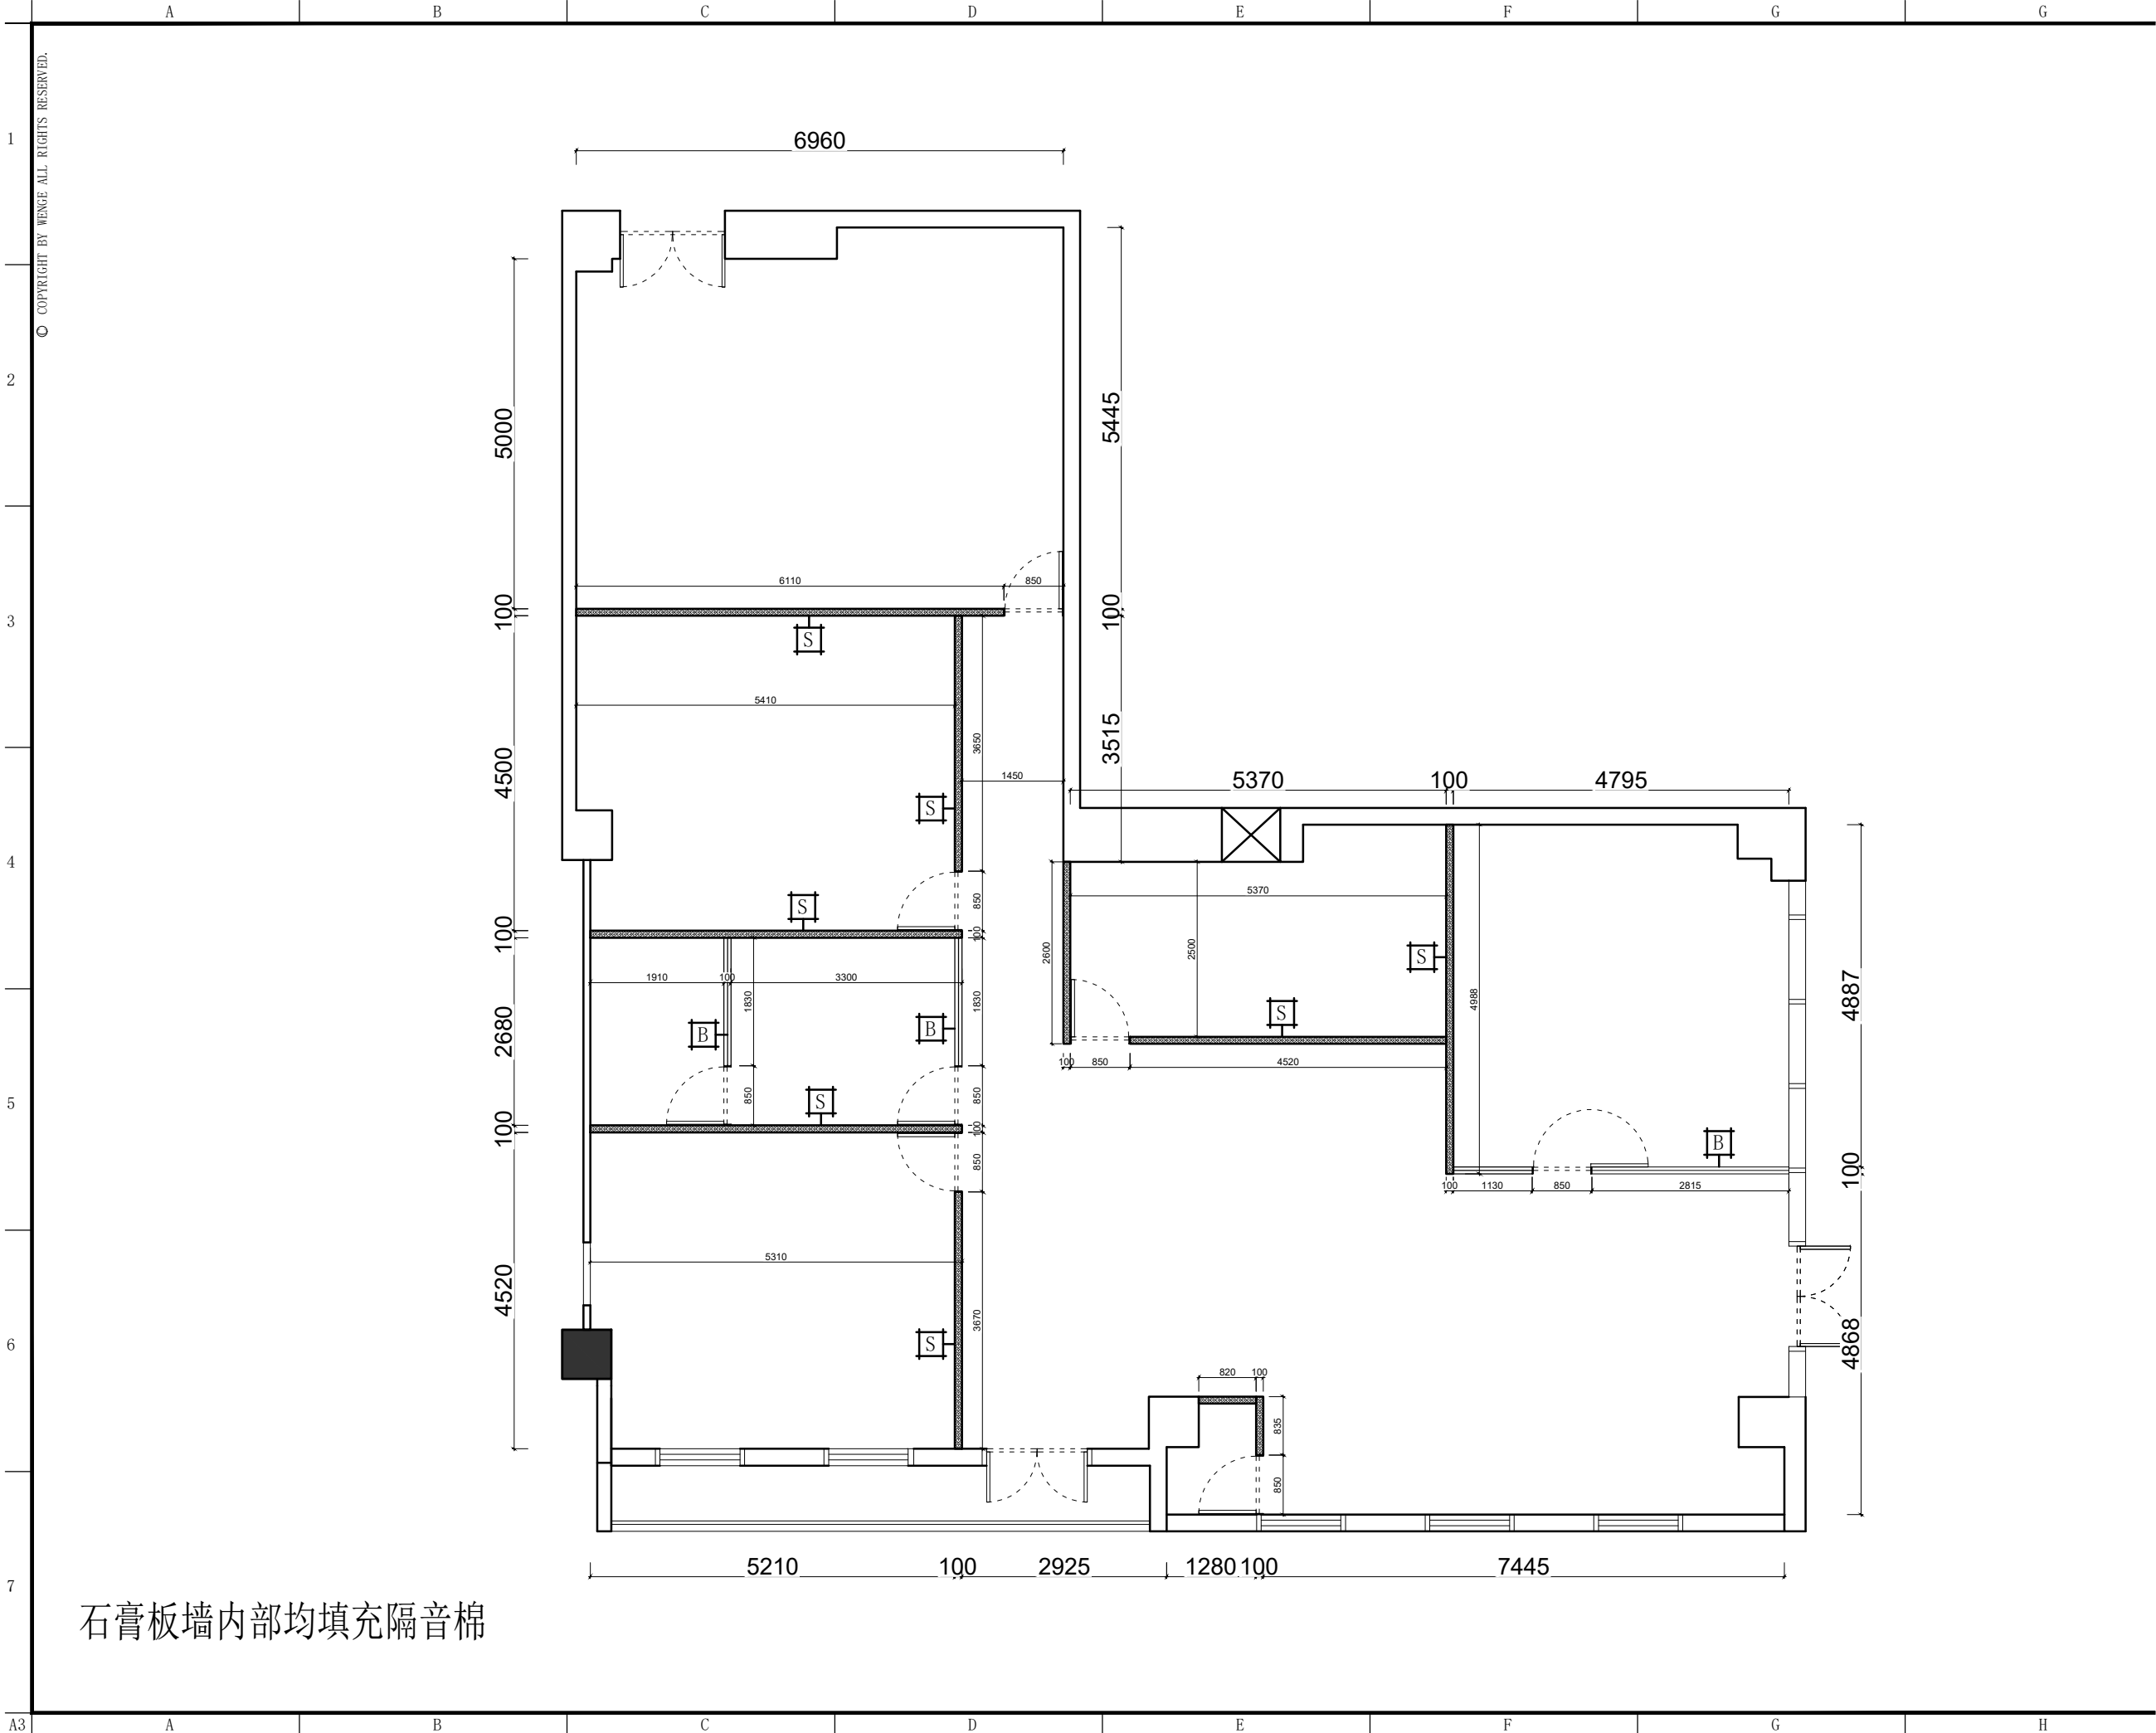 A B C D E F G G
© COPYRIGHT BY WENGE ALL RIGHTS RESERVED.
1
2
3
4
5
6
7
6960
5000
5445
6110 850
100
100
S
5410
4500
3650
3515
1450
S
5370 100 4795
S
850
100
100
5370
2600
2500
S
4988
4887
1910 100 3300
1830
1830
2680
B
B
S
100 850 4520
850
850
S
100
100
850
B
100
100 1130 850 2815
5310
4520
3670
S
4868
820 100
835
850
5210 100 2925 1280 100 7445
石膏板墙内部均填充隔音棉
A3 A B C D E F G H